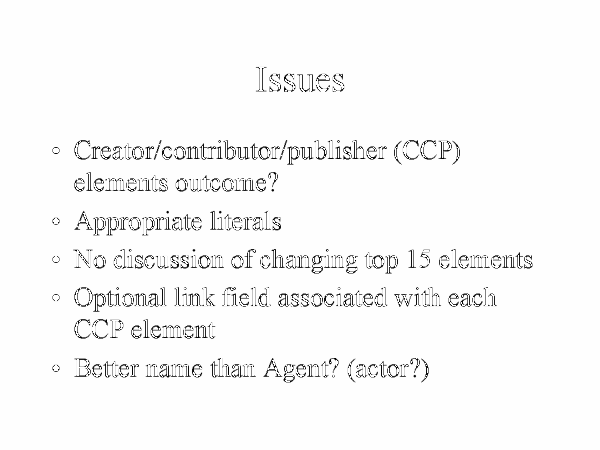 Issues
• Creator/contributor/publisher (CCP)
elements outcome?
• Appropriate literals
• No discussion of changing top 15 elements
• Optional link field associated with each
CCP element
• Better name than Agent? (actor?)